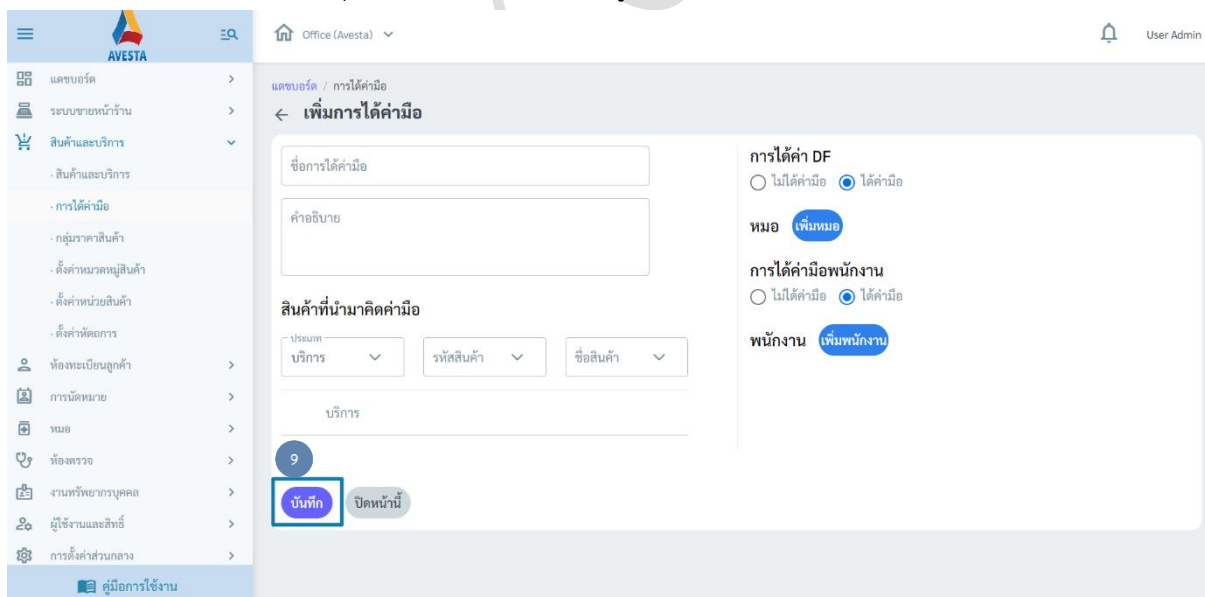 AVESTA
Office (Avesta)
User Admin
แดชบอร์ด
ระบบขายหน้าร้าน
สินค้าและบริการ
- สินค้าและบริการ
- การได้ค่ามือ
- กลุ่มราคาสินค้า
- ตั้งค่าหมวดหมู่สินค้า
- ตั้งค่าหน่วยสินค้า
- ตั้งค่าหัตถการ
ห้องทะเบียนลูกค้า
การนัดหมาย
หมอ
ห้องตรวจ
งานทรัพยากรบุคคล
ผู้ใช้งานและสิทธิ์
การตั้งค่าส่วนกลาง
คู่มือการใช้งาน
แดชบอร์ด / การได้ค่ามือ
เพิ่มการได้ค่ามือ
ชื่อการได้ค่ามือ
คำอธิบาย
สินค้าที่นำมาคิดค่ามือ
ประเภท
บริการ รหัสสินค้า ชื่อสินค้า
บริการ
9
บันทึก ปิดหน้านี้
การได้ค่า DF
ไม่ได้ค่ามือ ได้ค่ามือ
หมอ เพิ่มหมอ
การได้ค่ามือพนักงาน
ไม่ได้ค่ามือ ได้ค่ามือ
พนักงาน เพิ่มพนักงาน